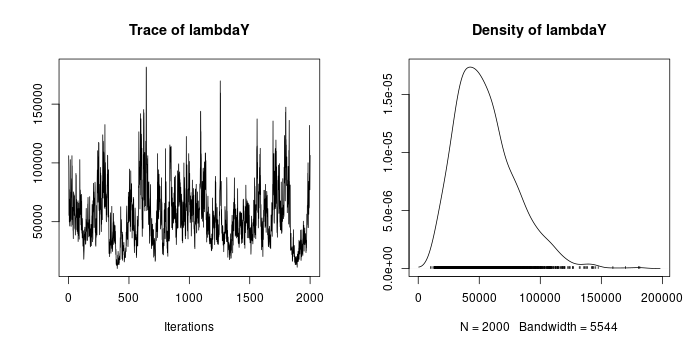 Trace of lambdaY
50000
100000
150000
0
500
1000
1500
2000
Iterations
Density of lambdaY
0.0e+00
5.0e-06
1.0e-05
1.5e-05
0
50000
100000
150000
200000
N = 2000 Bandwidth = 5544